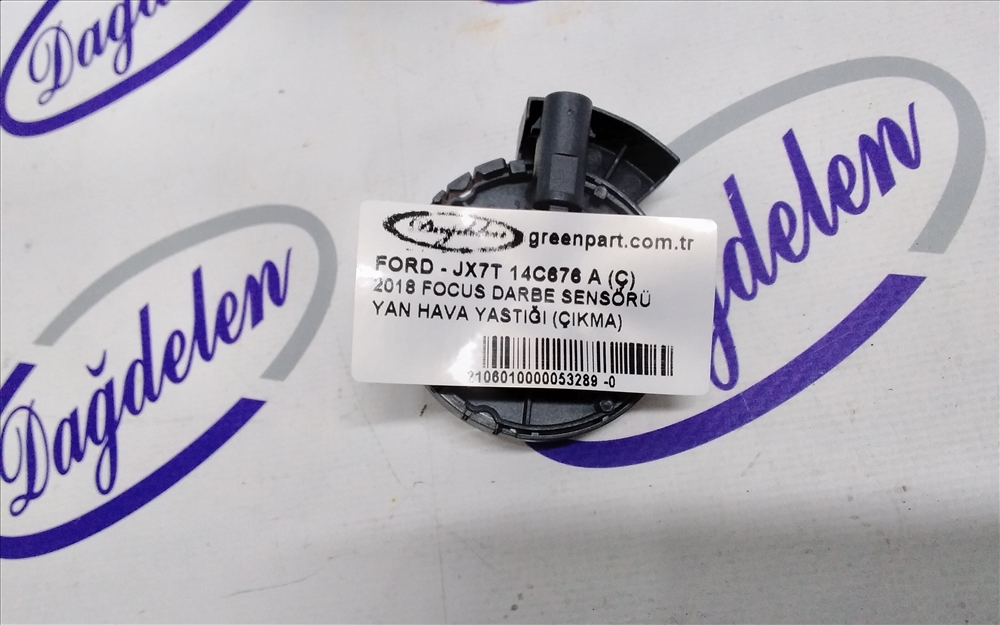 Dağd
Dağdelen
Dağdelen
Dağdelen greenpart.com.tr
FORD - JX7T 14C676 A (Ç)
2018 FOCUS DARBE SENSÖRÜ
YAN HAVA YASTIĞI (ÇIKMA)
2106010000053289 -0